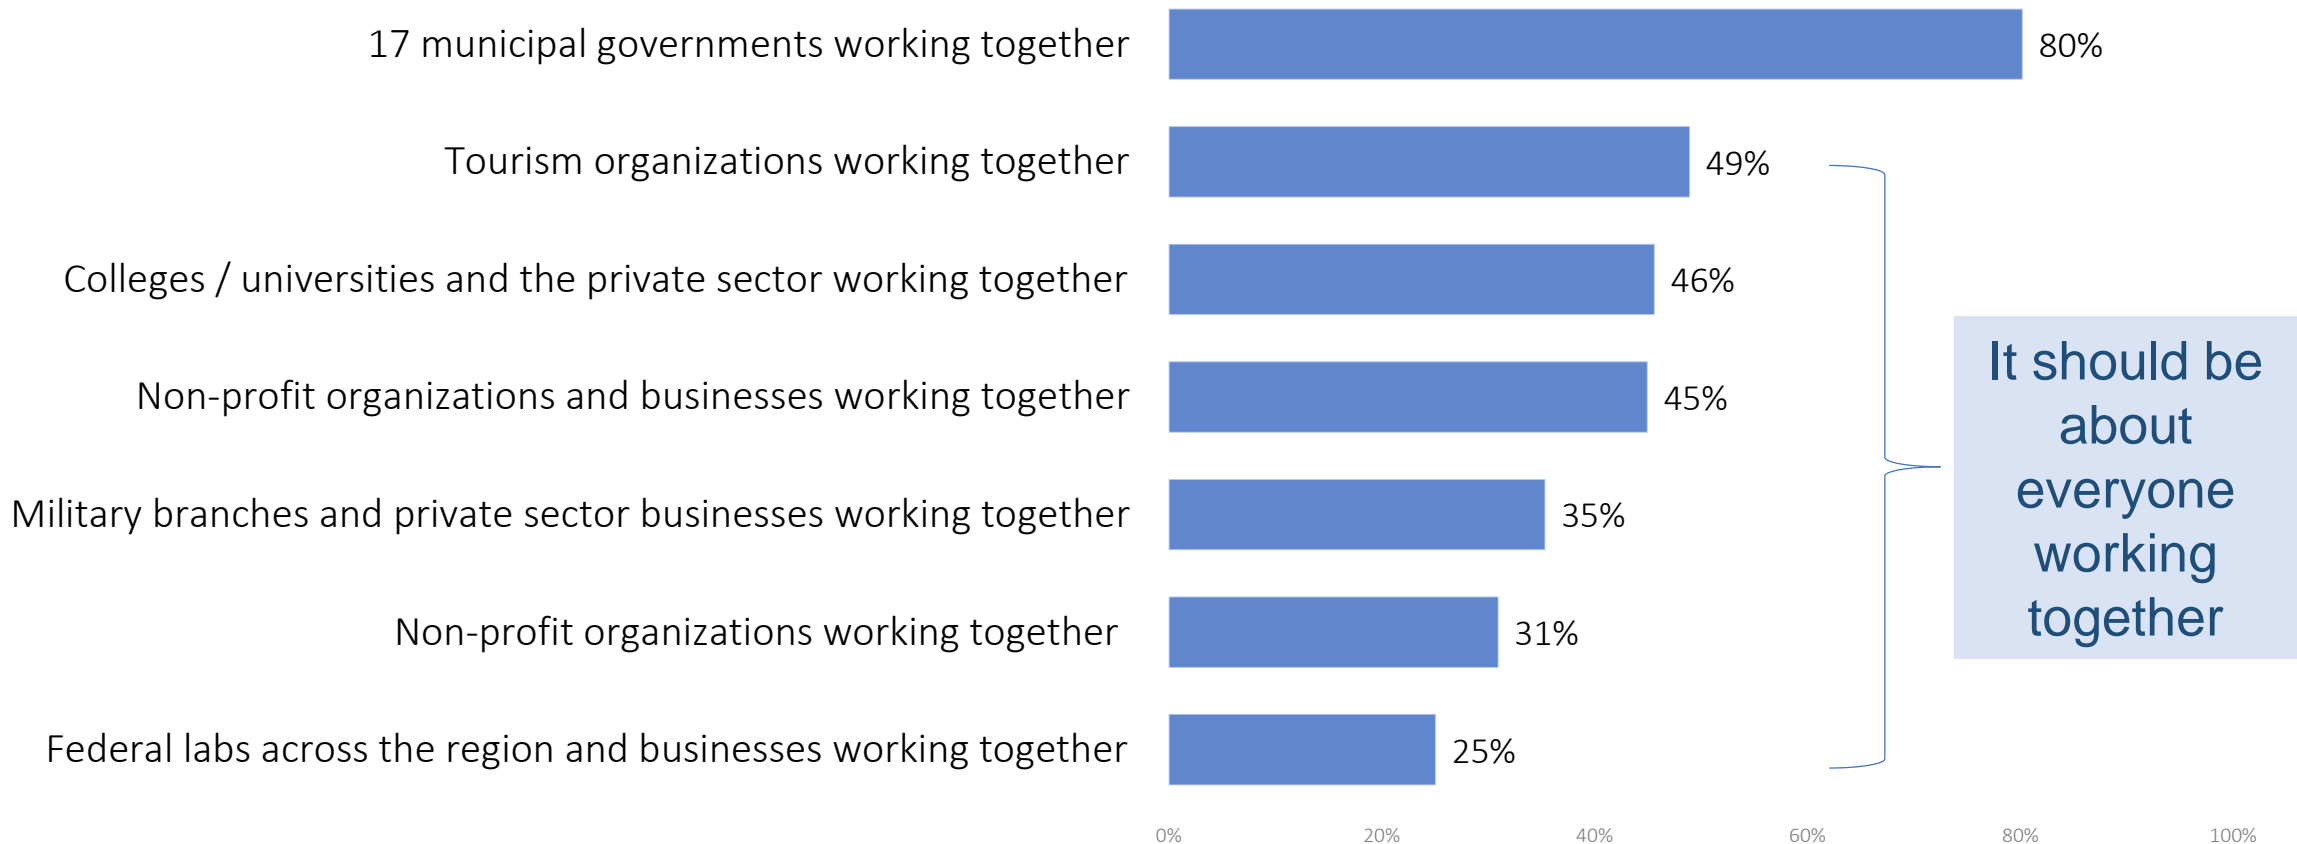 17 municipal governments working together 80%
Tourism organizations working together 49%
Colleges / universities and the private sector working together 46%
Non-profit organizations and businesses working together 45%
Military branches and private sector businesses working together 35%
Non-profit organizations working together 31%
Federal labs across the region and businesses working together 25%
0% 20% 40% 60% 80% 100%
It should be
about
everyone
working
together